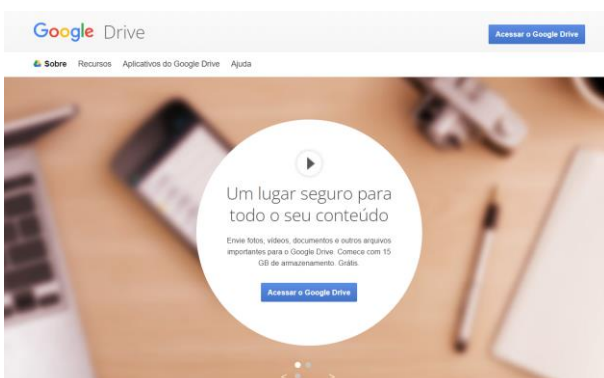 Google Drive
Acessar o Google Drive
Sobre Recursos Aplicativos do Google Drive Ajuda
Um lugar seguro para
todo o seu conteúdo
Envie fotos, vídeos, documentos e outros arquivos
importantes para o Google Drive. Comece com 15
GB de armazenamento. Grátis.
Acessar o Google Drive